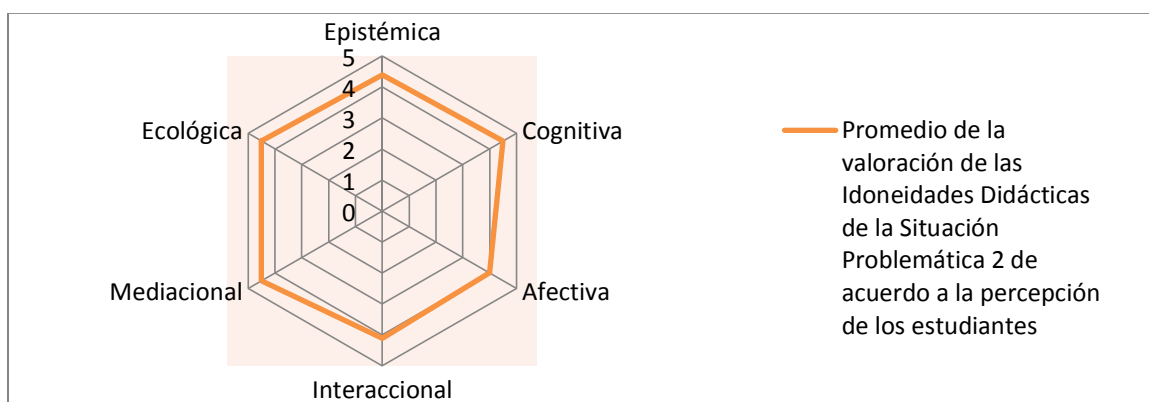 Epistémica
5
4
3
2
1
0
Ecológica
Cognitiva
Mediacional
Afectiva
Interaccional
Promedio de la
valoración de las
Idoneidades Didácticas
de la Situación
Problemática 2 de
acuerdo a la percepción
de los estudiantes